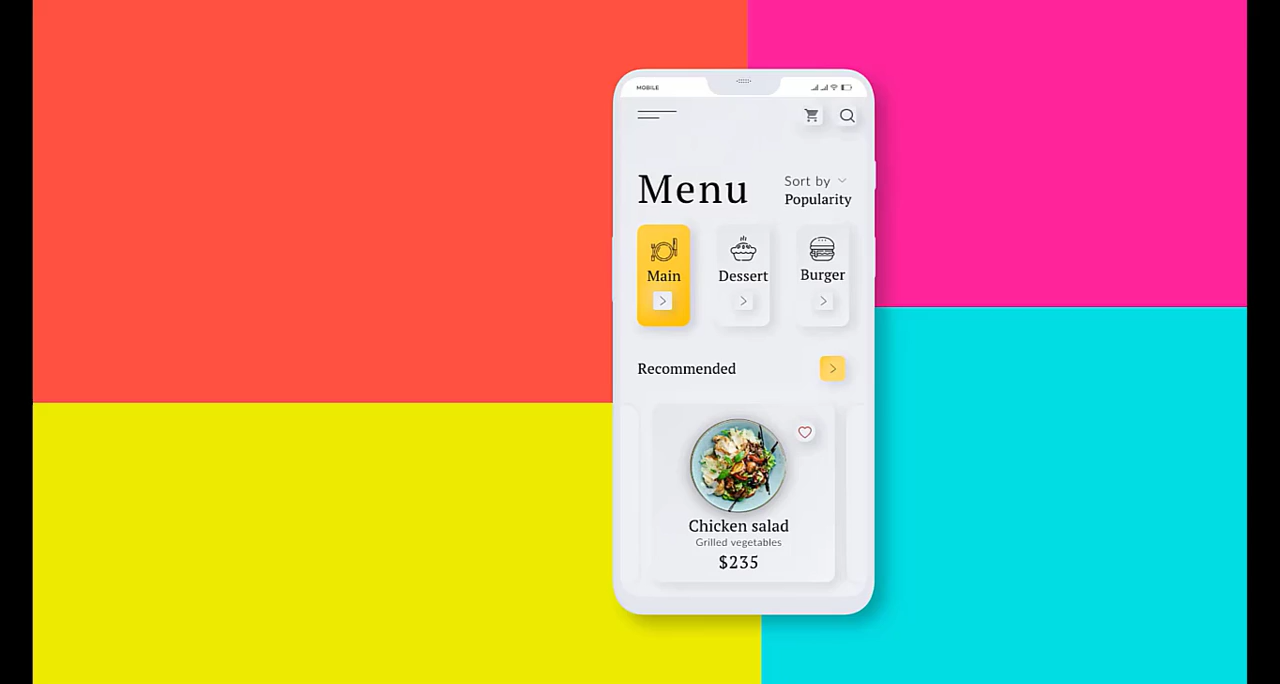 MOBILE
Menu
Sort by
Popularity
Main
Dessert
Burger
Recommended
Chicken salad
Grilled vegetables
$235